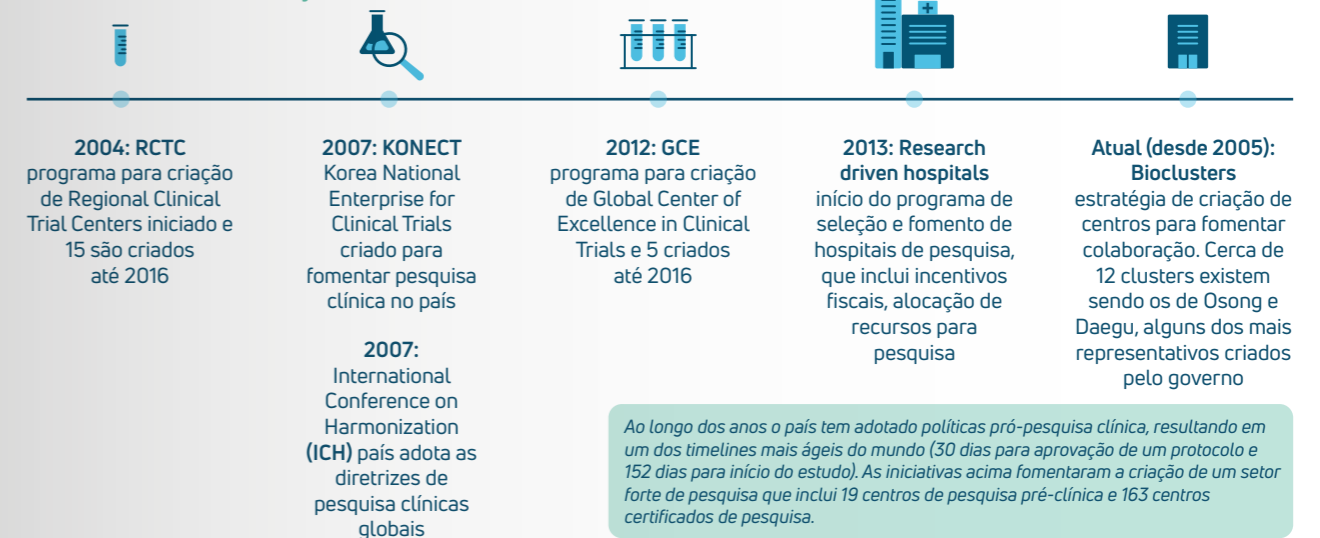 2004: RCTC
programa para criação
de Regional Clinical
Trial Centers iniciado e
15 são criados
até 2016
2007: KONECT
Korea National
Enterprise for
Clinical Trials
criado para
fomentar pesquisa
clínica no país
2007:
International
Conference on
Harmonization
(ICH) país adota as
diretrizes de
pesquisa clínicas
globais
2012: GCE
programa para criação
de Global Center of
Excellence in Clinical
Trials e 5 criados
até 2016
2013: Research
driven hospitals
início do programa de
seleção e fomento de
hospitais de pesquisa,
que inclui incentivos
fiscais, alocação de
recursos para
pesquisa
Atual (desde 2005):
Bioclusters
estratégia de criação de
centros para fomentar
colaboração. Cerca de
12 clusters existem
sendo os de Osong e
Daegu, alguns dos mais
representativos criados
pelo governo
Ao longo dos anos o país tem adotado políticas pró-pesquisa clínica, resultando em
um dos timelines mais ágeis do mundo (30 dias para aprovação de um protocolo e
152 dias para início do estudo). As iniciativas acima fomentaram a criação de um setor
forte de pesquisa que inclui 19 centros de pesquisa pré-clínica e 163 centros
certificados de pesquisa.